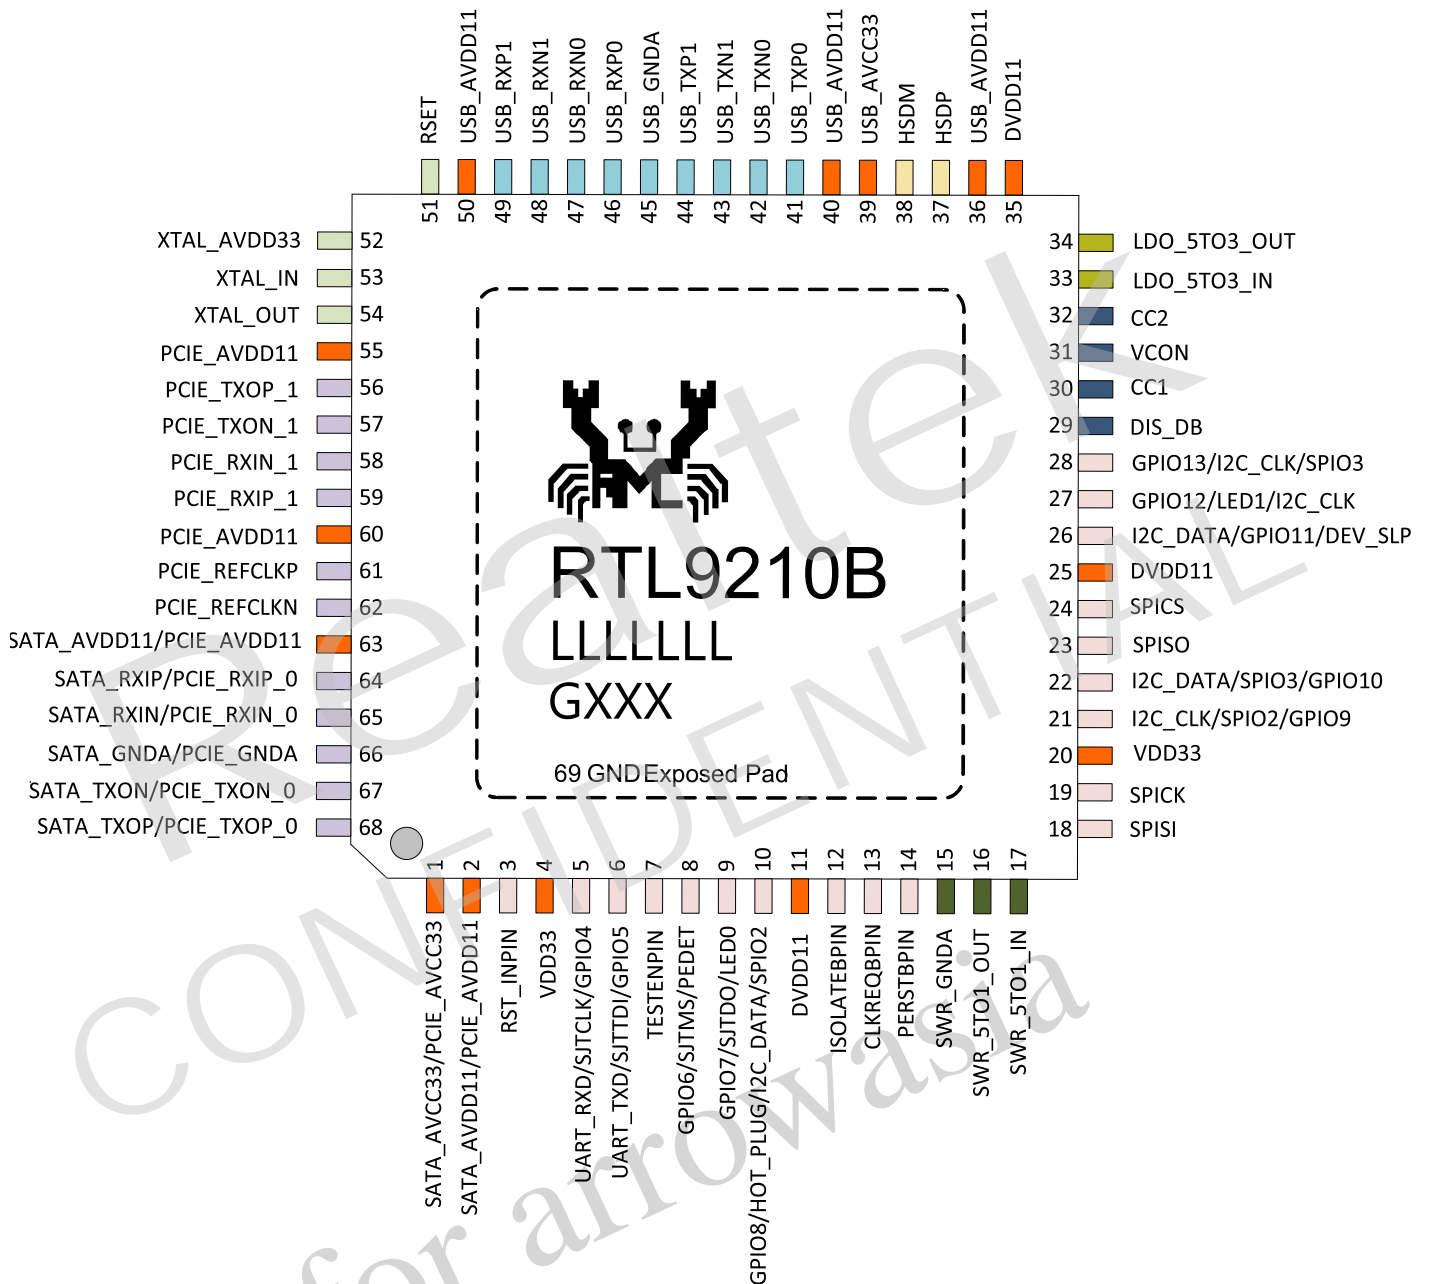 RSET
USB_AVDD11
USB_RXP1
USB_RXN1
USB_RXN0
USB_RXP0
USB_GNDA
USB_TXP1
USB_TXN1
USB_TXN0
USB_TXP0
USB_AVDD11
USB_AVCC33
HSDM
HSDP
USB_AVDD11
DVDD11
51
50
49
48
47
46
45
44
43
42
41
40
39
38
37
36
35
XTAL_AVDD33 52
XTAL_IN 53
XTAL_OUT 54
PCIE_AVDD11 55
PCIE_TXOP_1 56
PCIE_TXON_1 57
PCIE_RXIN_1 58
PCIE_RXIP_1 59
PCIE_AVDD11 60
PCIE_REFCLKP 61
PCIE_REFCLKN 62
SATA_AVDD11/PCIE_AVDD11 63
SATA_RXIP/PCIE_RXIP_0 64
SATA_RXIN/PCIE_RXIN_0 65
SATA_GNDA/PCIE_GNDA 66
SATA_TXON/PCIE_TXON_0 67
SATA_TXOP/PCIE_TXOP_0 68
34 LDO_5TO3_OUT
33 LDO_5TO3_IN
32 CC2
31 VCON
30 CC1
29 DIS_DB
28 GPIO13/I2C_CLK/SPIO3
27 GPIO12/LED1/I2C_CLK
26 I2C_DATA/GPIO11/DEV_SLP
25 DVDD11
24 SPICS
23 SPISO
22 I2C_DATA/SPIO3/GPIO10
21 I2C_CLK/SPIO2/GPIO9
20 VDD33
19 SPICK
18 SPISI
RTL9210B
LLLLLLL
GXXX
69 GND Exposed Pad
1
2
3
4
5
6
7
8
9
10
11
12
13
14
15
16
17
SATA_AVCC33/PCIE_AVCC33
SATA_AVDD11/PCIE_AVDD11
RST_INPIN
VDD33
UART_RXD/SJTCLK/GPIO4
UART_TXD/SJTTDI/GPIO5
TESTENPIN
GPIO6/SJTMS/PEDET
GPIO7/SJTDO/LED0
GPIO8/HOT_PLUG/I2C_DATA/SPIO2
DVDD11
ISOLATEBPIN
CLKREQBPIN
PERSTBPIN
SWR_GNDA
SWR_5TO1_OUT
SWR_5TO1_IN
Realtek
CONFIDENTIAL
for arrowasia